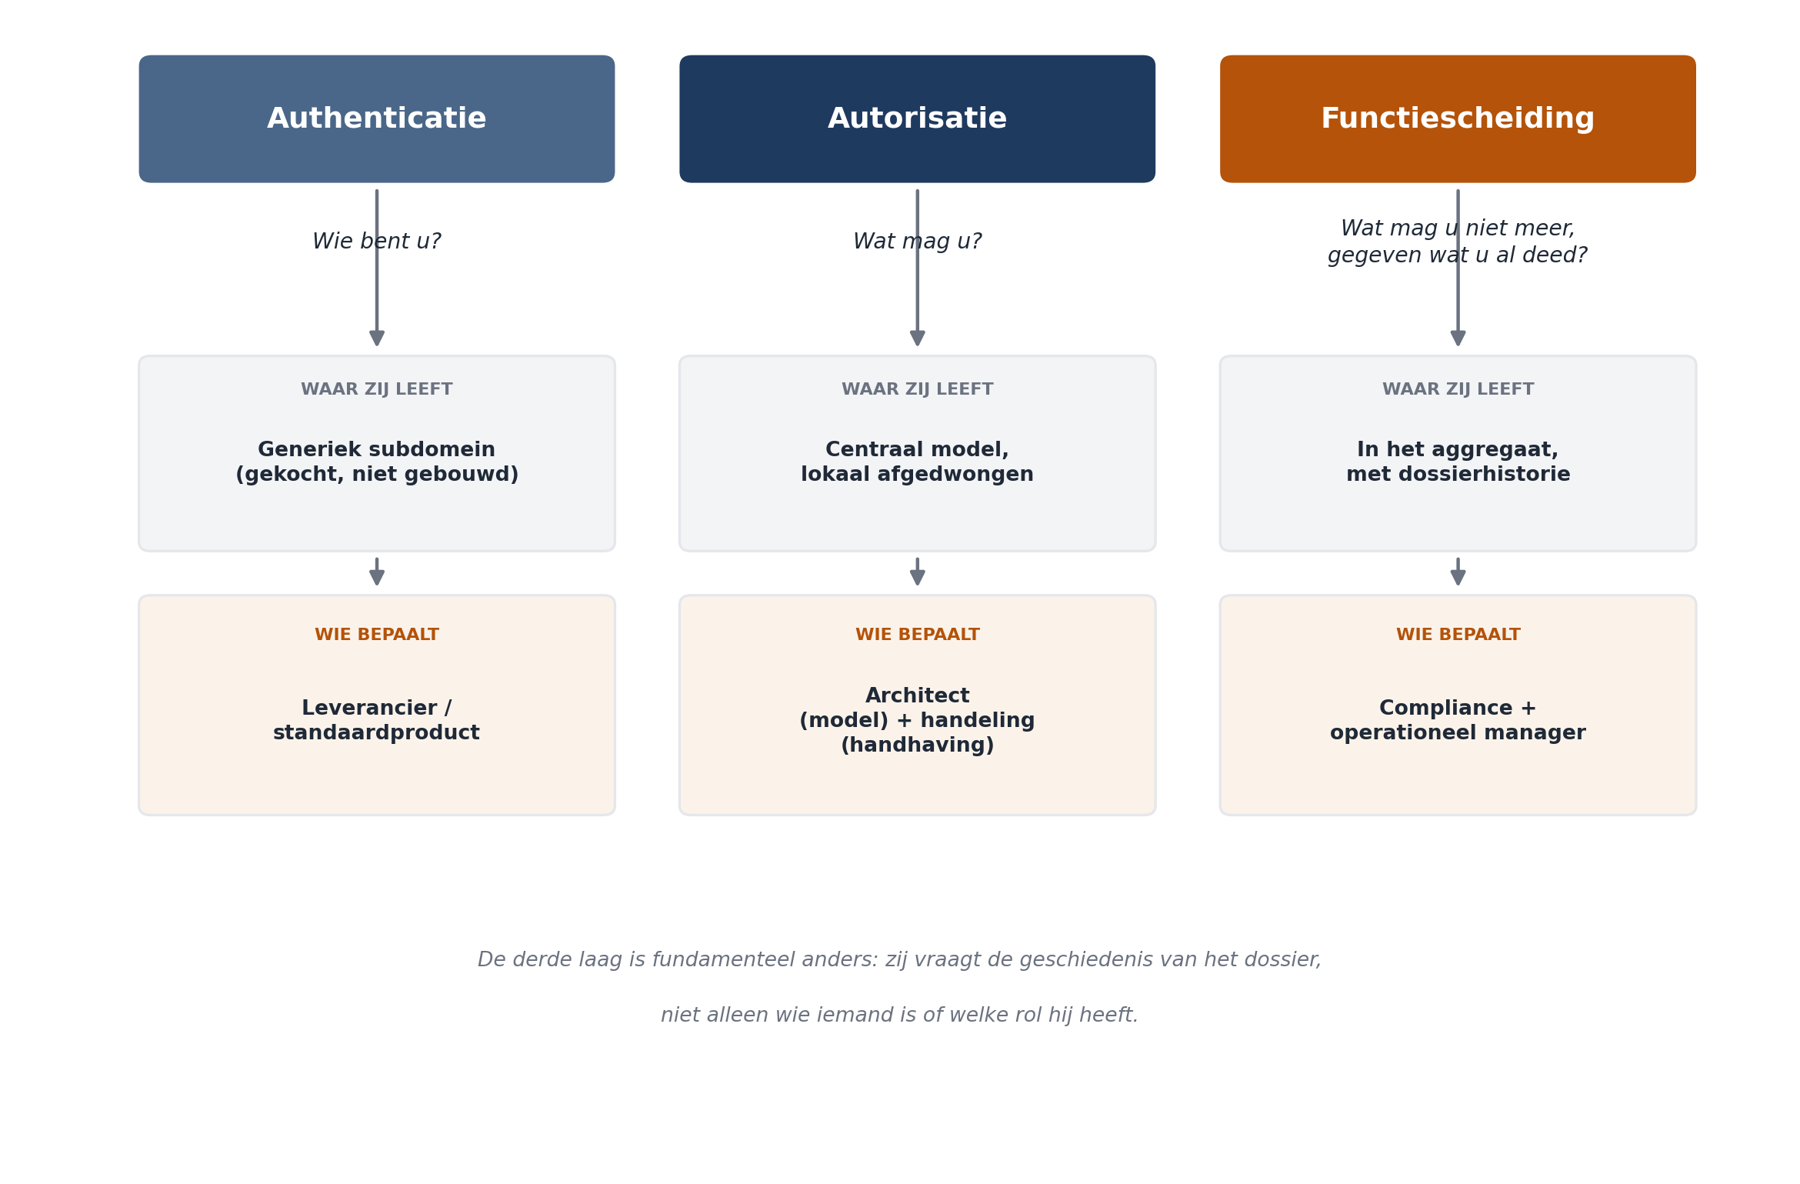 Authenticatie
Autorisatie
Functiescheiding
Wie bent u?
Wat mag u?
Wat mag u niet meer,
gegeven wat u al deed?
WAAR ZIJ LEEFT
Generiek subdomein
(gekocht, niet gebouwd)
WAAR ZIJ LEEFT
Centraal model,
lokaal afgedwongen
WAAR ZIJ LEEFT
In het aggregaat,
met dossierhistorie
WIE BEPAALT
Leverancier /
standaardproduct
WIE BEPAALT
Architect
(model) + handeling
(handhaving)
WIE BEPAALT
Compliance +
operationeel manager
De derde laag is fundamenteel anders: zij vraagt de geschiedenis van het dossier,
niet alleen wie iemand is of welke rol hij heeft.